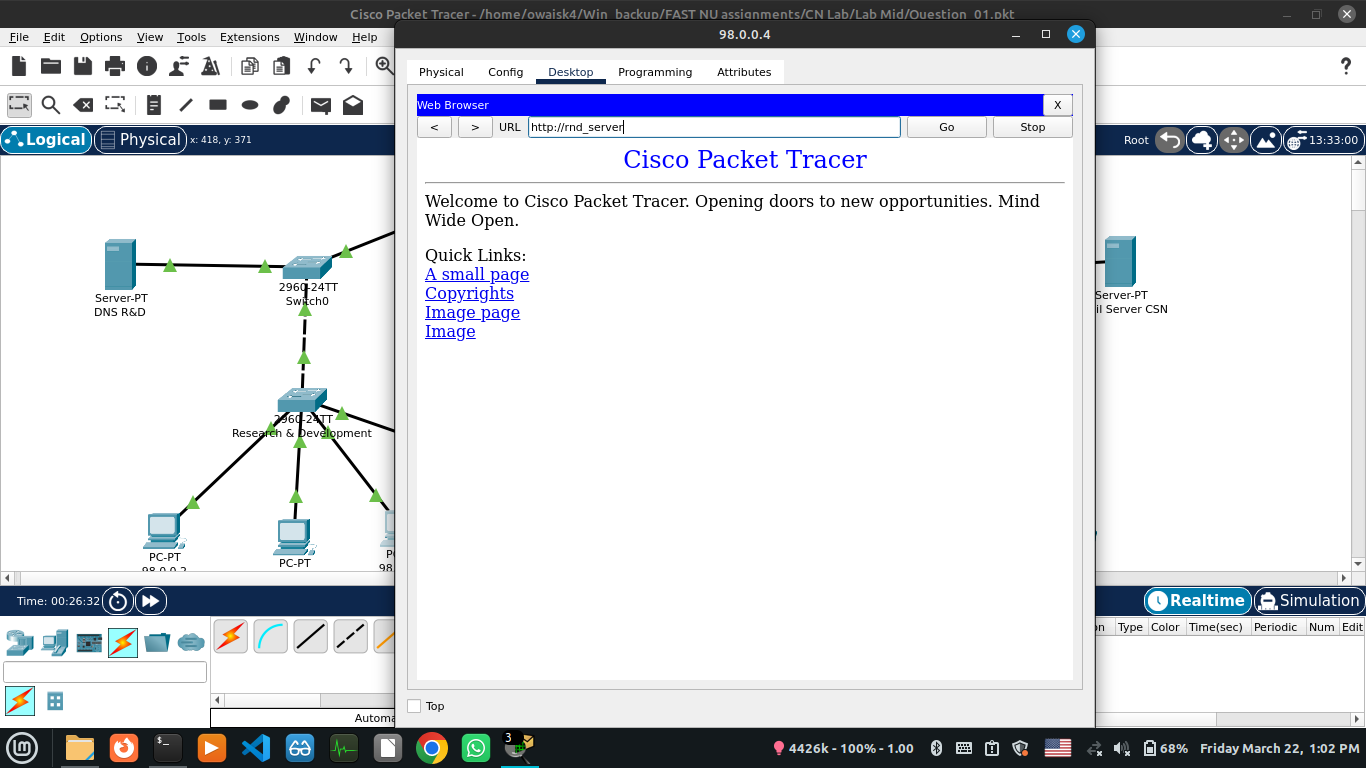 Cisco Packet Tracer - /home/owaisk4/Win_backup/FAST NU assignments/CN Lab/Lab Mid/Question_01.pkt
File Edit Options View Tools Extensions Window Help
98.0.0.4
Physical Config Desktop Programming Attributes
Web Browser X
< > URL http://rnd_server Go Stop
Logical Physical x: 418, y: 371
Root 13:33:00
Cisco Packet Tracer
Welcome to Cisco Packet Tracer. Opening doors to new opportunities. Mind
Wide Open.
Quick Links:
A small page
Copyrights
Image page
Image
Server-PT
DNS R&D
2960-24TT
Switch0
2960-24TT
Research & Development
PC-PT
98.0.0.2
PC-PT
Server-PT
il Server CSN
Time: 00:26:32
Realtime Simulation
Type Color Time(sec) Periodic Num Edit
Top
Automa
3
4426k - 100% - 1.00
68% Friday March 22, 1:02 PM